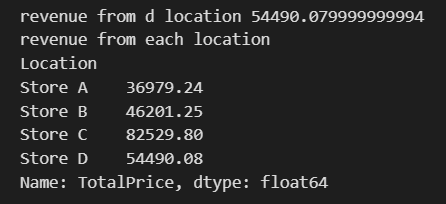 revenue from d location 54490.079999999994
revenue from each location
Location
Store A    36979.24
Store B    46201.25
Store C    82529.80
Store D    54490.08
Name: TotalPrice, dtype: float64